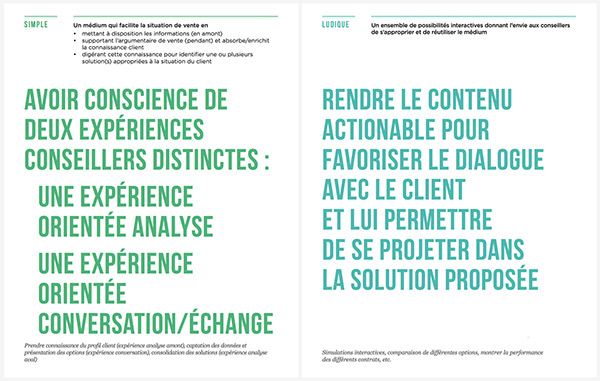 SIMPLE
Un médium qui facilite la situation de vente en
• mettant à disposition les informations (en amont)
• supportant l'argumentaire de vente (pendant) et absorbe/enrichit
la connaissance client
• digérant cette connaissance pour identifier une ou plusieurs
solution(s) appropriées à la situation du client
AVOIR CONSCIENCE DE
DEUX EXPÉRIENCES
CONSEILLERS DISTINCTES :
UNE EXPÉRIENCE
ORIENTÉE ANALYSE
UNE EXPÉRIENCE
ORIENTÉE
CONVERSATION/ÉCHANGE
Prendre connaissance du profil client (expérience analyse amont); captation des données et
présentation des options (expérience conversation); consolidation des solutions (expérience analyse
aval)
LUDIQUE
Un ensemble de possibilités interactives donnant l'envie aux conseillers
de s'approprier et de réutiliser le médium
RENDRE LE CONTENU
ACTIONABLE POUR
FAVORISER LE DIALOGUE
AVEC LE CLIENT
ET LUI PERMETTRE
DE SE PROJETER DANS
LA SOLUTION PROPOSÉE
Simulations interactives, comparaison de différentes options, montrer la performance
des différents contrats, etc.